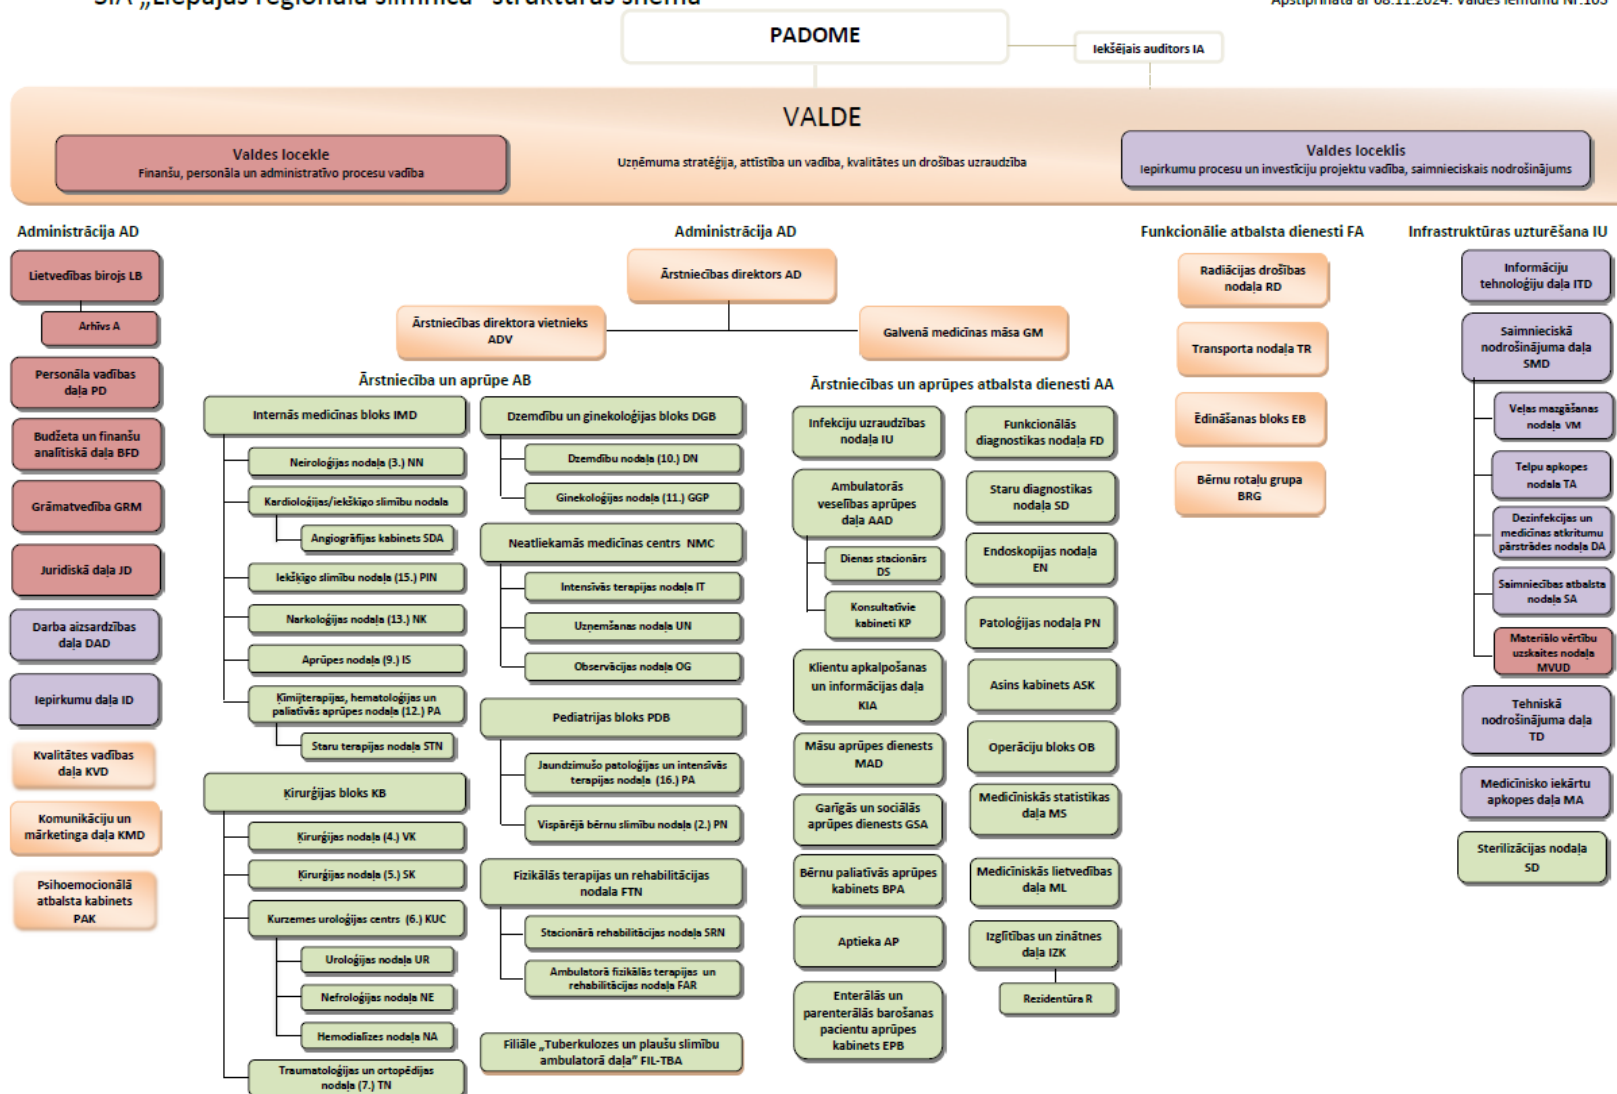 SIA „Liepājas reģionālā slimnīca" struktūras shēma
Apstiprināta ar 08.11.2024. Valdes lēmumu Nr.103
PADOME
Iekšējais auditors IA
VALDE
Valdes locekle
Finanšu, personāla un administratīvo procesu vadība
Uzņēmuma stratēģija, attīstība un vadība, kvalitātes un drošības uzraudzība
Valdes loceklis
Iepirkumu procesu un investīciju projektu vadība, saimnieciskais nodrošinājums
Administrācija AD
Lietvedības birojs LB
Arhīvs A
Personāla vadības
daļa PD
Budžeta un finanšu
analītiskā daļa BFD
Grāmatvedība GRM
Juridiskā daļa JD
Darba aizsardzības
daļa DAD
Iepirkumu daļa ID
Kvalitātes vadības
daļa KVD
Komunikāciju un
mārketinga daļa KMD
Psihoemocionālā
atbalsta kabinets
PAK
Administrācija AD
Ārstniecības direktors AD
Ārstniecības direktora vietnieks
ADV
Galvenā medicīnas māsa GM
Ārstniecība un aprūpe AB
Internās medicīnas bloks IMD
Neiroloģijas nodaļa (3.) NN
Kardioloģijas/iekšķīgo slimību nodala
Angiogrāfijas kabinets SDA
Iekšķīgo slimību nodaļa (15.) PIN
Narkoloģijas nodaļa (13.) NK
Aprūpes nodaļa (9.) IS
Ķīmijterapijas, hematoloģijas un
paliatīvās aprūpes nodaļa (12.) PA
Staru terapijas nodaļa STN
Ķirurģijas bloks KB
Ķirurģijas nodaļa (4.) VK
Ķirurģijas nodaļa (5.) SK
Kurzemes uroloģijas centrs (6.) KUC
Uroloģijas nodaļa UR
Nefroloģijas nodaļa NE
Hemodialīzes nodaļa NA
Traumatoloģijas un ortopēdijas
nodaļa (7.) TN
Dzemdību un ginekoloģijas bloks DGB
Dzemdību nodaļa (10.) DN
Ginekoloģijas nodaļa (11.) GGP
Neatliekamās medicīnas centrs NMC
Intensīvās terapijas nodaļa IT
Uzņemšanas nodaļa UN
Observācijas nodaļa OG
Pediatrijas bloks PDB
Jaundzimušo patoloģijas un intensīvās
terapijas nodaļa (16.) PA
Vispārējā bērnu slimību nodaļa (2.) PN
Fizikālās terapijas un rehabilitācijas
nodala FTN
Stacionārā rehabilitācijas nodaļa SRN
Ambulatorā fizikālās terapijas un
rehabilitācijas nodaļa FAR
Filiāle „Tuberkulozes un plaušu slimību
ambulatorā daļa" FIL-TBA
Ārstniecības un aprūpes atbalsta dienesti AA
Infekciju uzraudzības
nodaļa IU
Ambulatorās
veselības aprūpes
daļa AAD
Dienas stacionārs
DS
Konsultatīvie
kabineti KP
Klientu apkalpošanas
un informācijas daļa
KIA
Māsu aprūpes dienests
MAD
Garīgās un sociālās
aprūpes dienests GSA
Bērnu paliatīvās aprūpes
kabinets BPA
Aptieka AP
Enterālās un
parenterālās barošanas
pacientu aprūpes
kabinets EPB
Funkcionālās
diagnostikas nodaļa FD
Staru diagnostikas
nodaļa SD
Endoskopijas nodaļa
EN
Patoloģijas nodaļa PN
Asins kabinets ASK
Operāciju bloks OB
Medicīniskās statistikas
daļa MS
Medicīniskās lietvedības
daļa ML
Izglītības un zinātnes
daļa IZK
Rezidentūra R
Funkcionālie atbalsta dienesti FA
Radiācijas drošības
nodaļa RD
Transporta nodaļa TR
Ēdināšanas bloks EB
Bērnu rotaļu grupa
BRG
Infrastruktūras uzturēšana IU
Informāciju
tehnoloģiju daļa ITD
Saimnieciskā
nodrošinājuma daļa
SMD
Veļas mazgāšanas
nodaļa VM
Telpu apkopes
nodala TA
Dezinfekcijas un
medicīnas atkritumu
pārstrādes nodaļa DA
Saimniecības atbalsta
nodaļa SA
Materiālo vērtību
uzskaites nodaļa
MVUD
Tehniskā
nodrošinājuma daļa
TD
Medicīnisko iekārtu
apkopes daļa MA
Sterilizācijas nodaļa
SD